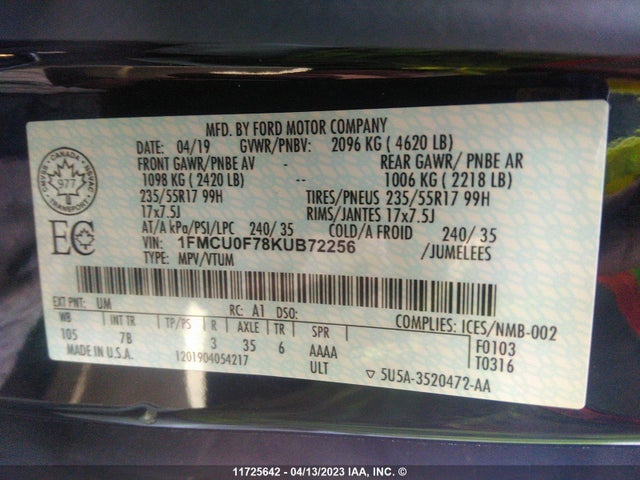 MFD. BY FORD MOTOR COMPANY
DATE: 04/19 GVWR/PNBV: 2096 KG ( 4620 LB)
FRONT GAWR/PNBE AV - REAR GAWR/ PNBE AR
1098 KG ( 2420 LB) -- 1006 KG ( 2218 LB)
235/55R17 99H TIRES/PNEUS 235/55R17 99H
17x7.5J RIMS/JANTES 17x7.5J
AT/A kPa/PSI/LPC 240/ 35 COLD/A FROID 240/ 35
VIN: 1FMCU0F78KUB72256 /JUMELEES
TYPE: MPV/VTUM
CANADA
977
TRANSPORT
EC
EXT PNT: UM RC: A1 DSO: COMPLIES: ICES/NMB-002
WB INT TR TP/PS R AXLE TR SPR F0103
105 7B 3 35 6 AAAA T0316
MADE IN U.S.A. 1201904054217 ULT ▽ 5U5A-3520472-AA
11725642 - 04/13/2023 IAA, INC. ©